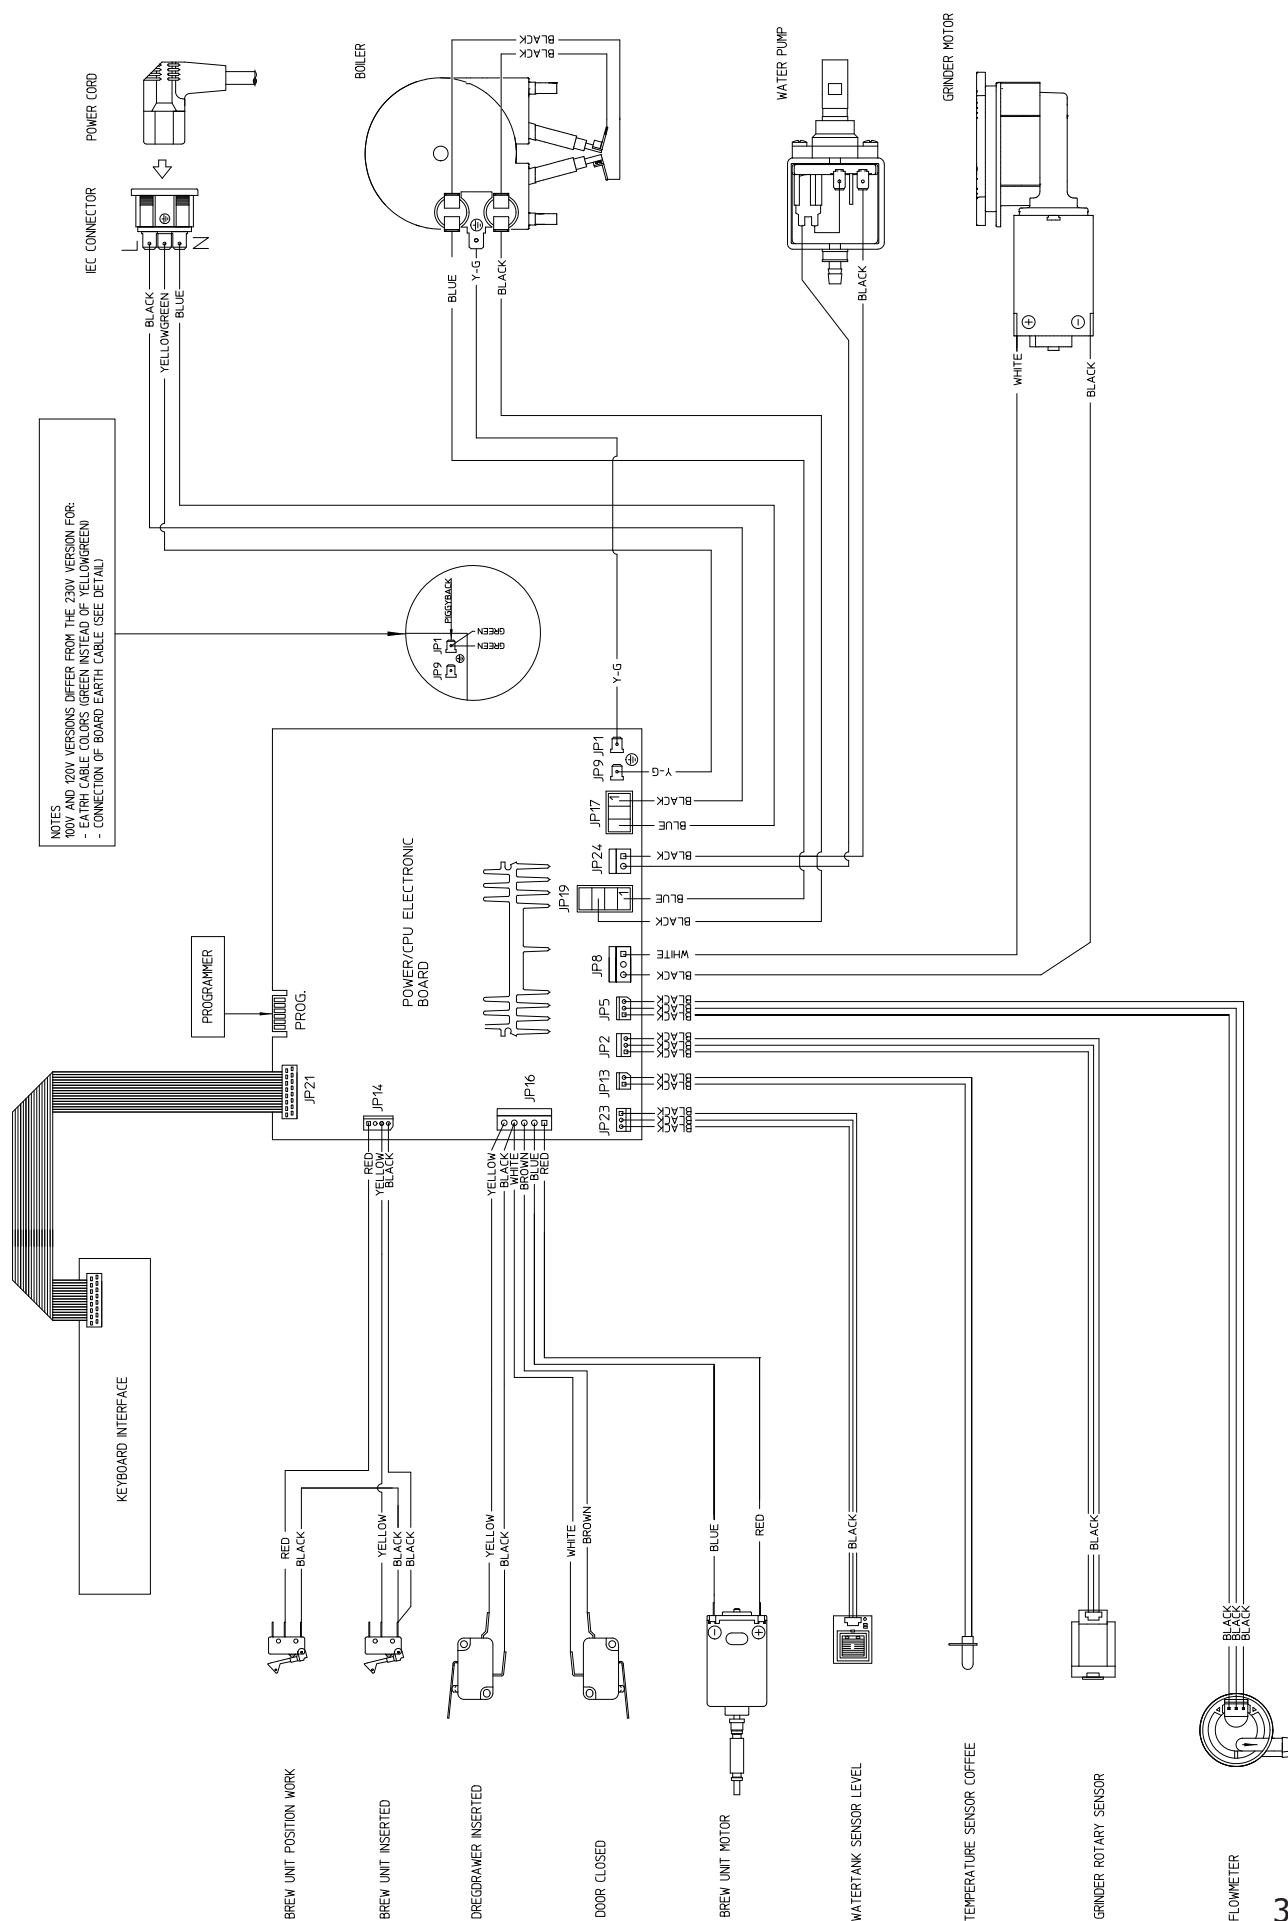 POWER CORD
IEC CONNECTOR
L
N
BLACK
YELLOWGREEN
BLUE
BOILER
BLACK
BLACK
BLUE
Y-G
BLACK
WATER PUMP
BLACK
GRINDER MOTOR
WHITE
BLACK
NOTES
100V AND 120V VERSIONS DIFFER FROM THE 230V VERSION FOR:
- EATRH CABLE COLORS (GREEN INSTEAD OF YELLOWGREEN)
- CONNECTION OF BOARD EARTH CABLE (SEE DETAIL)
PIGGYBACK
GREEN
GREEN
JP1
JP9
Y-G
JP1
JP9
Y-G
JP17
1
BLACK
BLUE
JP24
BLACK
JP19
1
BLUE
BLACK
JP8
WHITE
BLACK
JP5
BLACK
BLACK
BLACK
JP2
BLACK
BLACK
BLACK
JP13
BLACK
BLACK
JP23
BLACK
BLACK
BLACK
POWER/CPU ELECTRONIC
BOARD
PROGRAMMER
PROG.
JP21
JP14
RED
YELLOW
BLACK
JP16
YELLOW
BLACK
WHITE
BROWN
BLUE
RED
KEYBOARD INTERFACE
RED
BLACK
YELLOW
BLACK
BLACK
YELLOW
BLACK
WHITE
BROWN
BLUE
RED
BLACK
BLACK
BLACK
BLACK
BLACK
BREW UNIT POSITION WORK
BREW UNIT INSERTED
DREGDRAWER INSERTED
DOOR CLOSED
BREW UNIT MOTOR
WATERTANK SENSOR LEVEL
TEMPERATURE SENSOR COFFEE
GRINDER ROTARY SENSOR
FLOWMETER
3